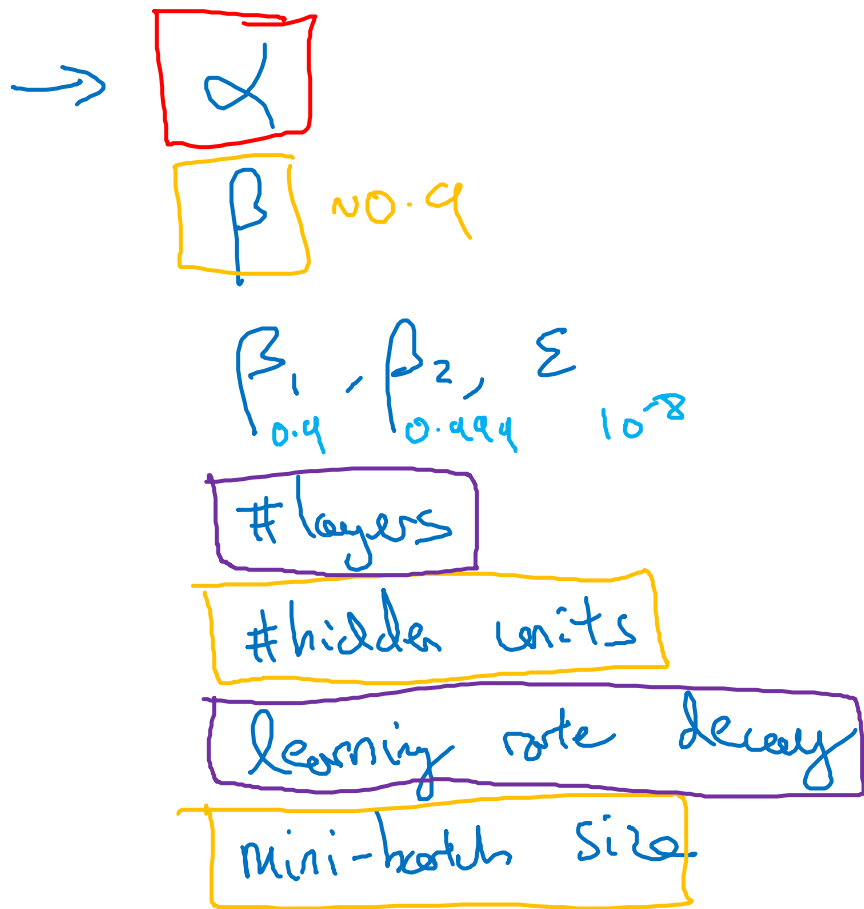 → α
β ~0.9
β₁, β₂, ε
0.9 0.999 10⁻⁸
#layers
#hidden units
learning rate decay
mini-batch size